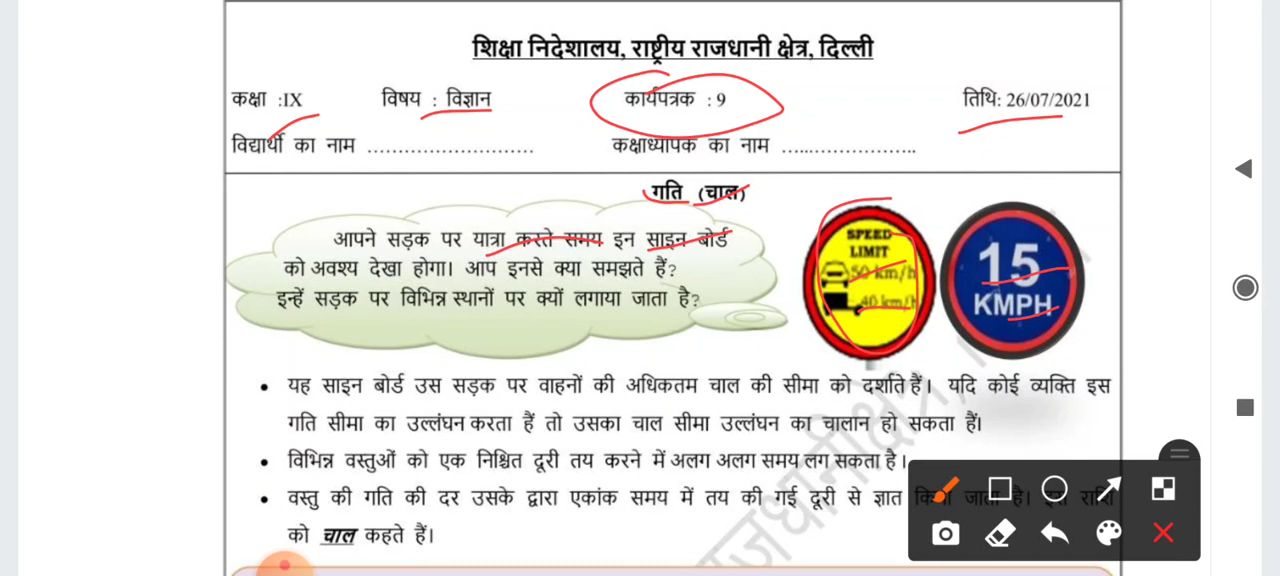 शिक्षा निदेशालय, राष्ट्रीय राजधानी क्षेत्र, दिल्ली
कक्षा :IX विषय : विज्ञान कार्यपत्रक : 9 तिथि: 26/07/2021
विद्यार्थी का नाम ........................... कक्षाध्यापक का नाम ......................
गति (चाल)
आपने सड़क पर यात्रा करते समय इन साइन बोर्ड
को अवश्य देखा होगा। आप इनसे क्या समझते हैं?
इन्हें सड़क पर विभिन्न स्थानों पर क्यों लगाया जाता है?
SPEED
LIMIT
50 km/h
40 km/h
15
KMPH
• यह साइन बोर्ड उस सड़क पर वाहनों की अधिकतम चाल की सीमा को दर्शाते हैं। यदि कोई व्यक्ति इस
गति सीमा का उल्लंघन करता हैं तो उसका चाल सीमा उल्लंघन का चालान हो सकता हैं।
• विभिन्न वस्तुओं को एक निश्चित दूरी तय करने में अलग अलग समय लग सकता है।
• वस्तु की गति की दर उसके द्वारा एकांक समय में तय की गई दूरी से ज्ञात किया जाता है। इस राशि
को चाल कहते हैं।